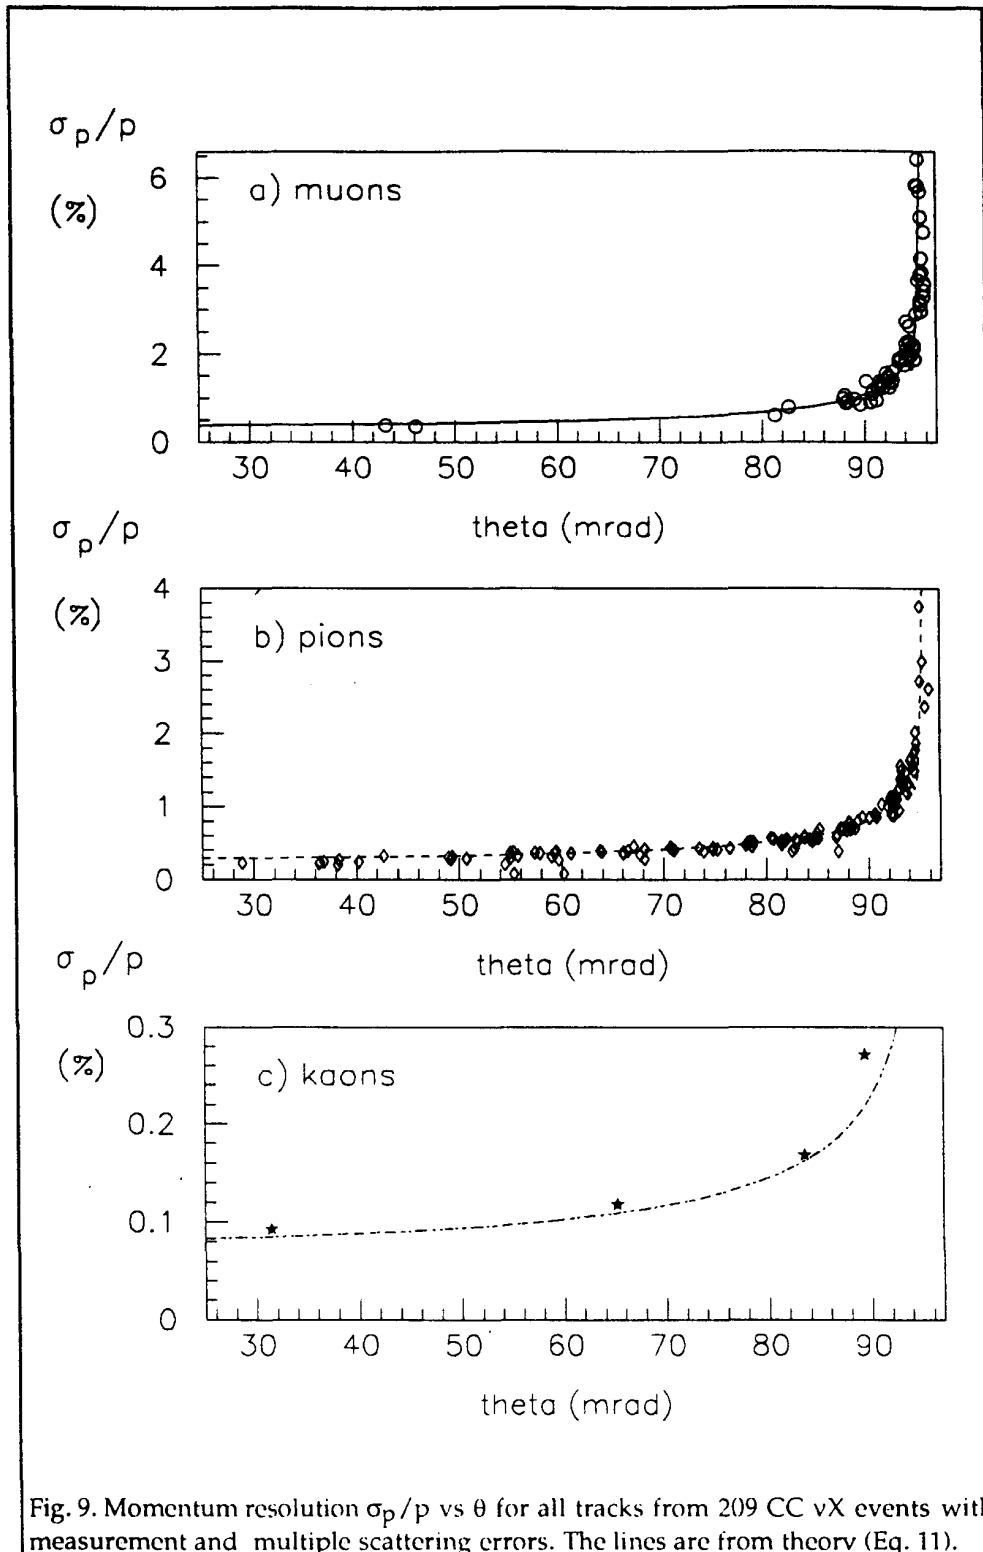 σp/p
(%)
6
4
2
0
a) muons
30 40 50 60 70 80 90
theta (mrad)
σp/p
(%)
4
3
2
1
0
b) pions
30 40 50 60 70 80 90
theta (mrad)
σp/p
(%)
0.3
0.2
0.1
0
c) kaons
30 40 50 60 70 80 90
theta (mrad)
Fig. 9. Momentum resolution σp/p vs θ for all tracks from 209 CC νX events with
measurement and multiple scattering errors. The lines are from theory (Eq. 11).